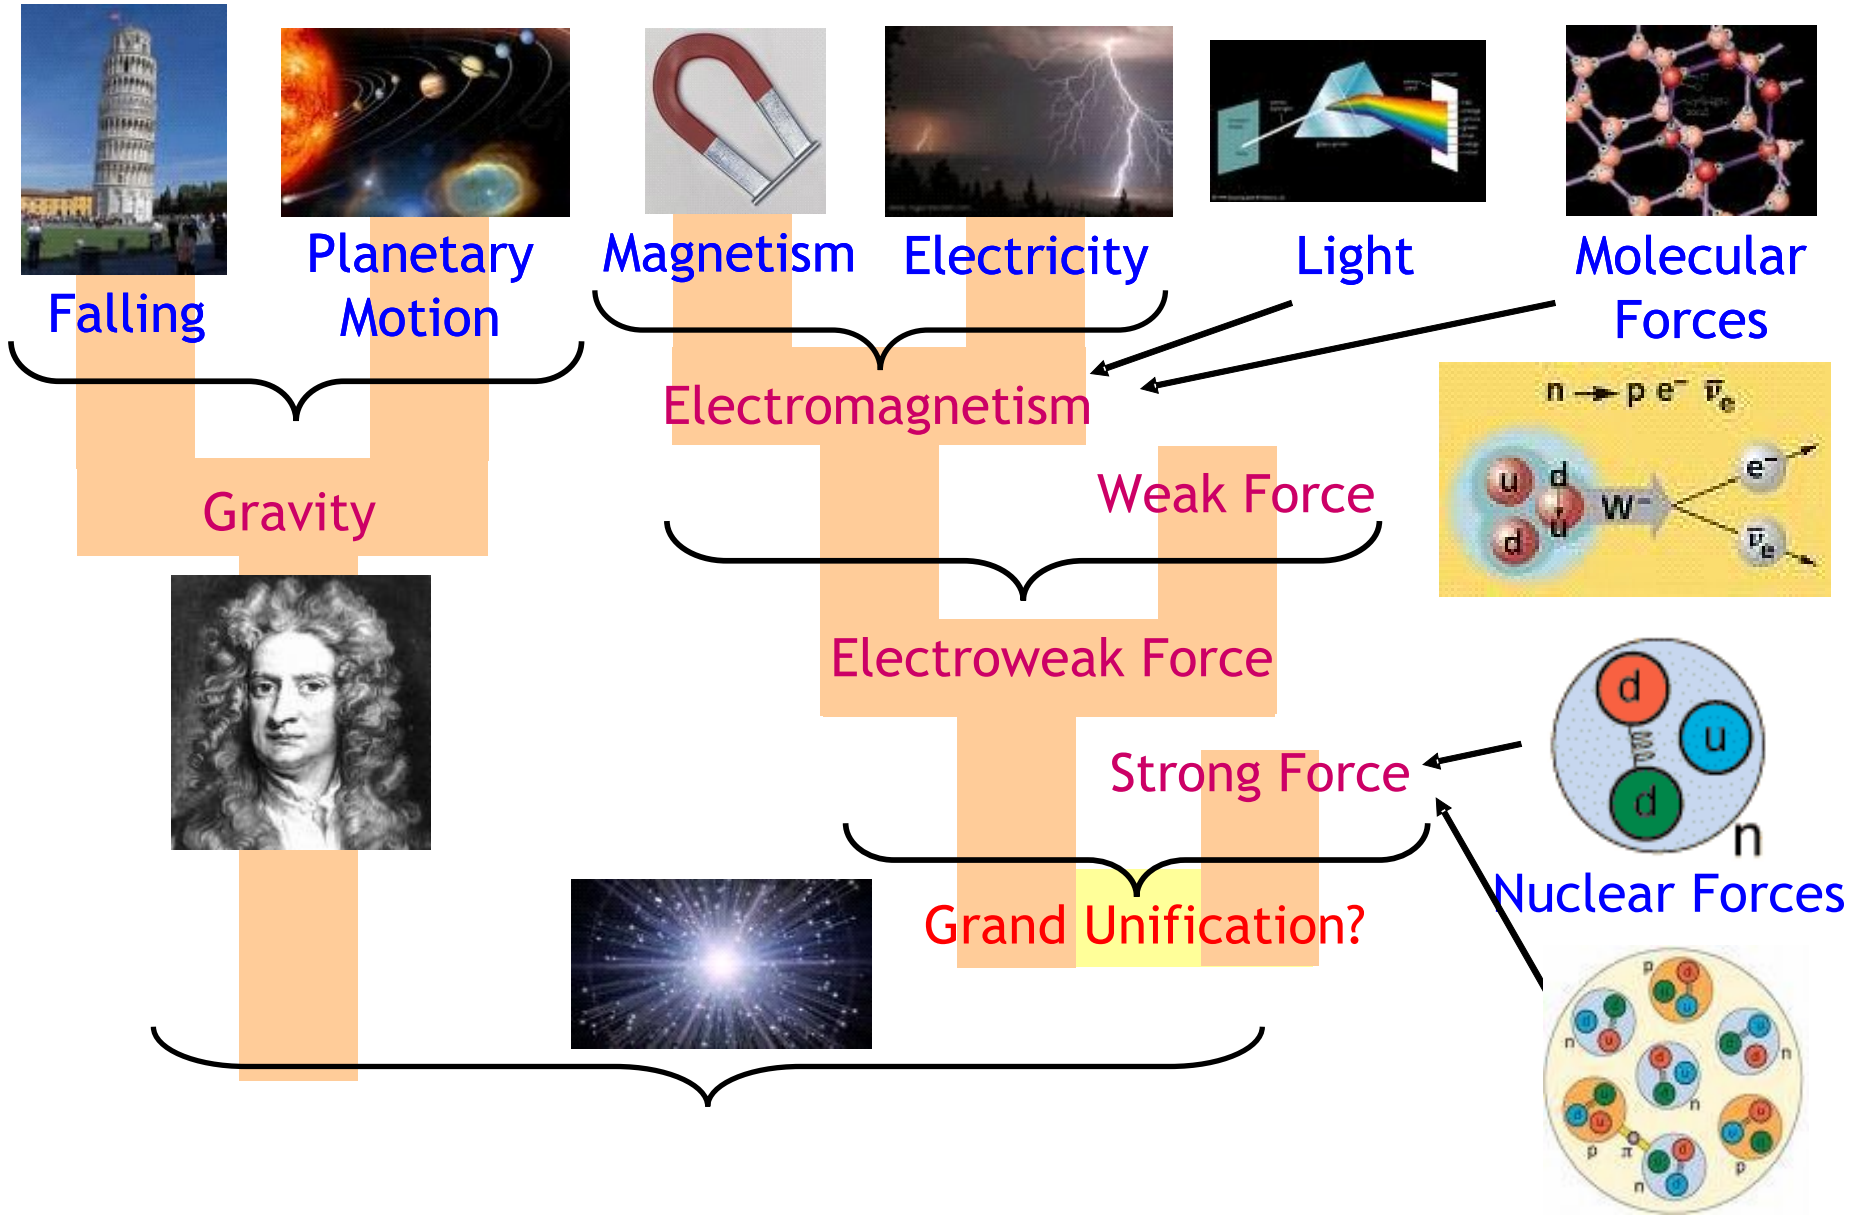 Falling
Planetary
Motion
Magnetism
Electricity
Light
Molecular
Forces
Electromagnetism
Gravity
Weak Force
n → p e⁻ ν̄e
u
d
u
d
W⁻
e⁻
ν̄e
Electroweak Force
Strong Force
d
u
d
n
Nuclear Forces
Grand Unification?
p
d
u
u
n
d
d
u
n
u
d
d
n
d
u
d
p
d
u
u
π
n
d
d
u
p
u
u
d